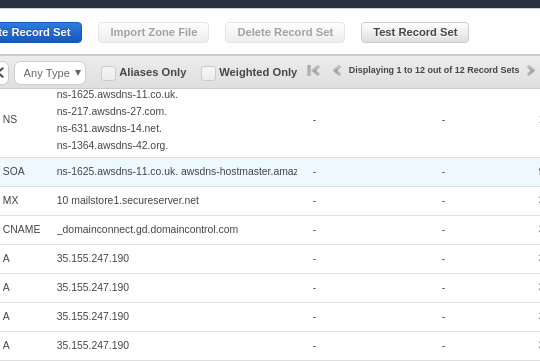 te Record Set Import Zone File Delete Record Set Test Record Set
Any Type Aliases Only Weighted Only Displaying 1 to 12 out of 12 Record Sets
ns-1625.awsdns-11.co.uk.
NS ns-217.awsdns-27.com. - -
ns-631.awsdns-14.net.
ns-1364.awsdns-42.org.
SOA ns-1625.awsdns-11.co.uk. awsdns-hostmaster.amaz - -
MX 10 mailstore1.secureserver.net - -
CNAME _domainconnect.gd.domaincontrol.com - -
A 35.155.247.190 - -
A 35.155.247.190 - -
A 35.155.247.190 - -
A 35.155.247.190 - -